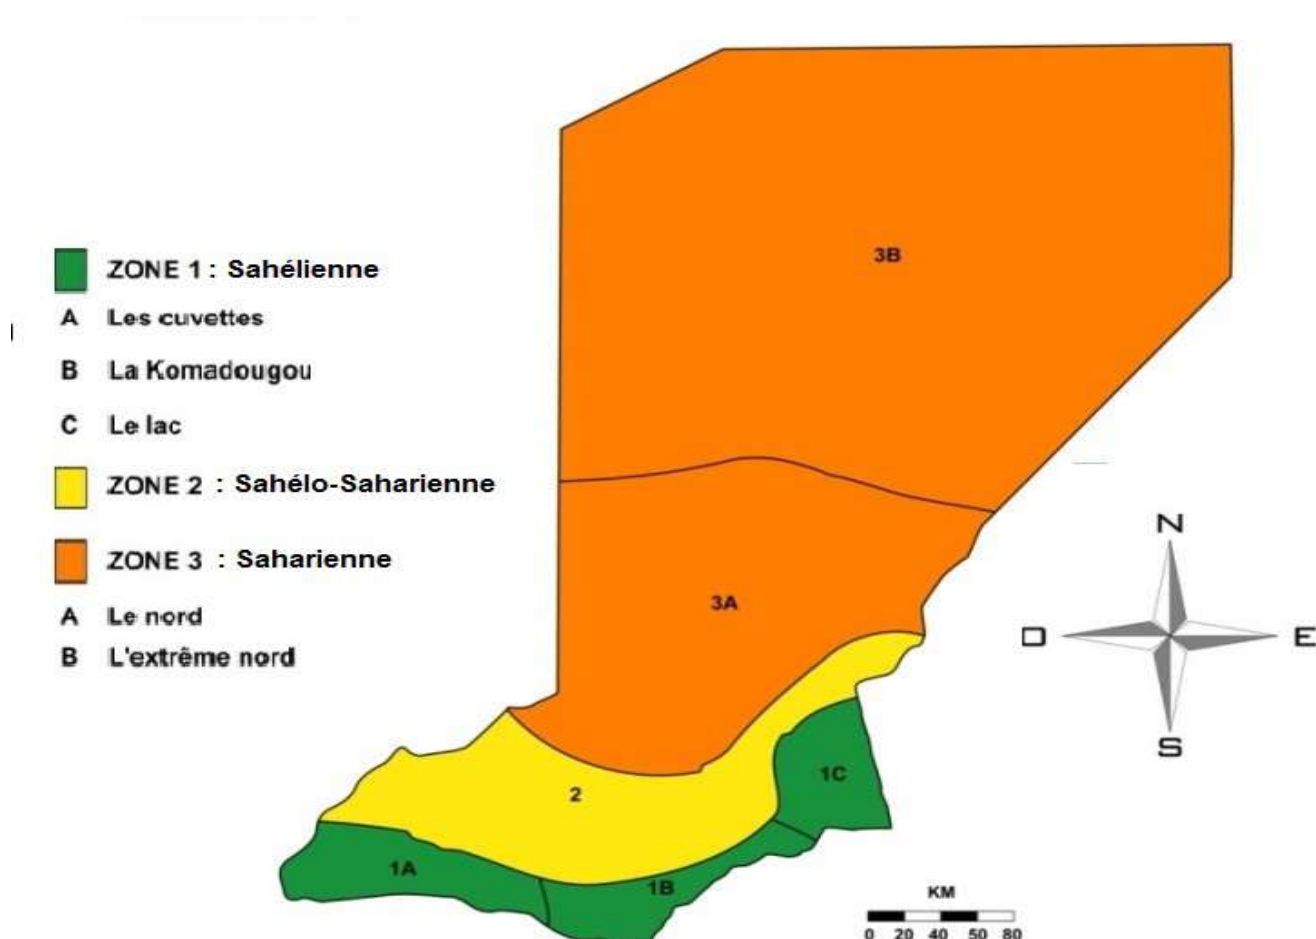 ZONE 1 : Sahélienne
A Les cuvettes
B La Komadougou
C Le lac
ZONE 2 : Sahélo-Saharienne
ZONE 3 : Saharienne
A Le nord
B L'extrême nord
3B
3A
2
1C
1A
1B
N
O E
S
KM
0 20 40 50 80